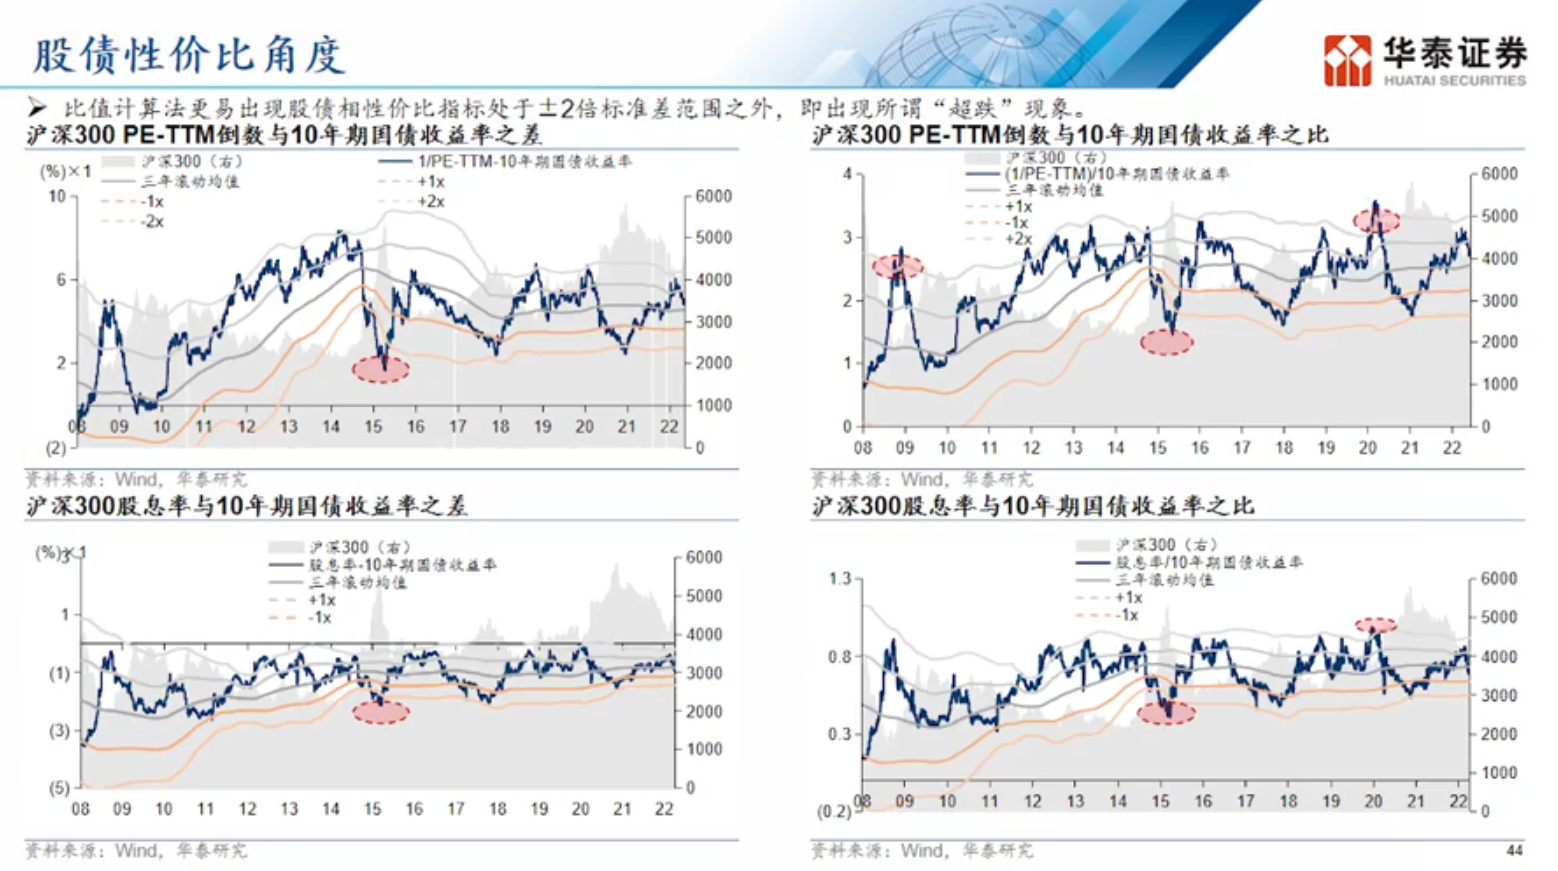 股债性价比角度
华泰证券
HUATAI SECURITIES
➢ 比值计算法更易出现股债相性价比指标处于±2倍标准差范围之外，即出现所谓“超跌”现象。
沪深300 PE-TTM倒数与10年期国债收益率之差
(%)×1
沪深300（右）
1/PE-TTM-10年期国债收益率
三年滚动均值
+1x
-1x
+2x
-2x
10
6
2
(2)
6000
5000
4000
3000
2000
1000
0
08 09 10 11 12 13 14 15 16 17 18 19 20 21 22
资料来源：Wind，华泰研究
沪深300 PE-TTM倒数与10年期国债收益率之比
沪深300（右）
(1/PE-TTM)/10年期国债收益率
三年滚动均值
+1x
-1x
+2x
4
3
2
1
0
6000
5000
4000
3000
2000
1000
0
08 09 10 11 12 13 14 15 16 17 18 19 20 21 22
资料来源：Wind，华泰研究
沪深300股息率与10年期国债收益率之差
(%)×1
沪深300（右）
股息率-10年期国债收益率
三年滚动均值
+1x
-1x
3
1
(1)
(3)
(5)
6000
5000
4000
3000
2000
1000
0
08 09 10 11 12 13 14 15 16 17 18 19 20 21 22
资料来源：Wind，华泰研究
沪深300股息率与10年期国债收益率之比
沪深300（右）
股息率/10年期国债收益率
三年滚动均值
+1x
-1x
1.3
0.8
0.3
(0.2)
6000
5000
4000
3000
2000
1000
0
08 09 10 11 12 13 14 15 16 17 18 19 20 21 22
资料来源：Wind，华泰研究
44